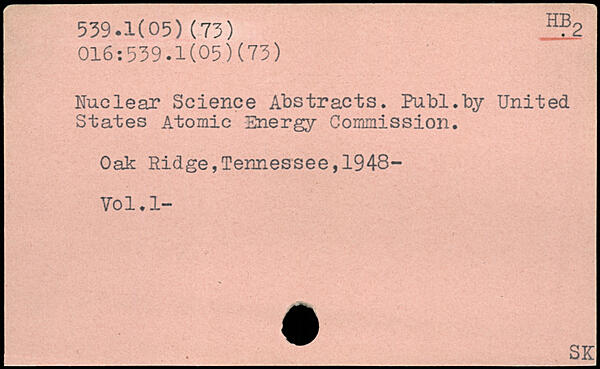 539.1(05)(73)
HB.2
016:539.1(05)(73)
Nuclear Science Abstracts. Publ.by United
States Atomic Energy Commission.
Oak Ridge,Tennessee,1948-
Vol.1-
SK